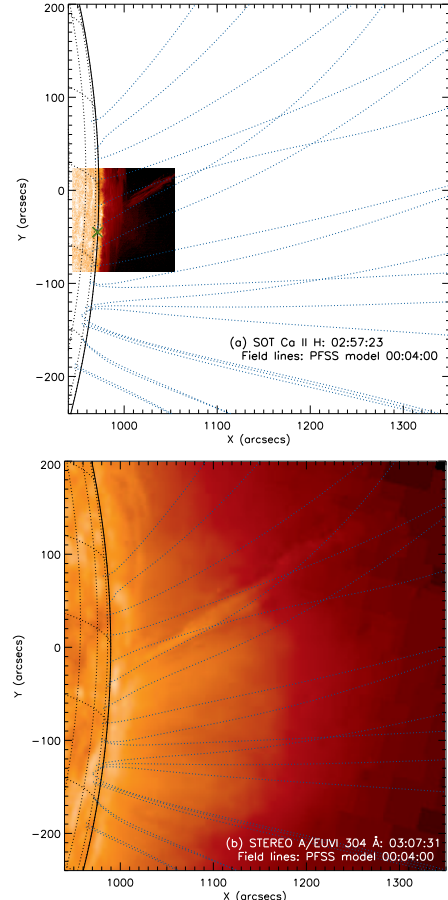 200
100
0
−100
−200
Y (arcsecs)
(a) SOT Ca II H: 02:57:23
Field lines: PFSS model 00:04:00
1000
1100
1200
1300
X (arcsecs)
200
100
0
−100
−200
Y (arcsecs)
(b) STEREO A/EUVI 304 Å: 03:07:31
Field lines: PFSS model 00:04:00
1000
1100
1200
1300
X (arcsecs)